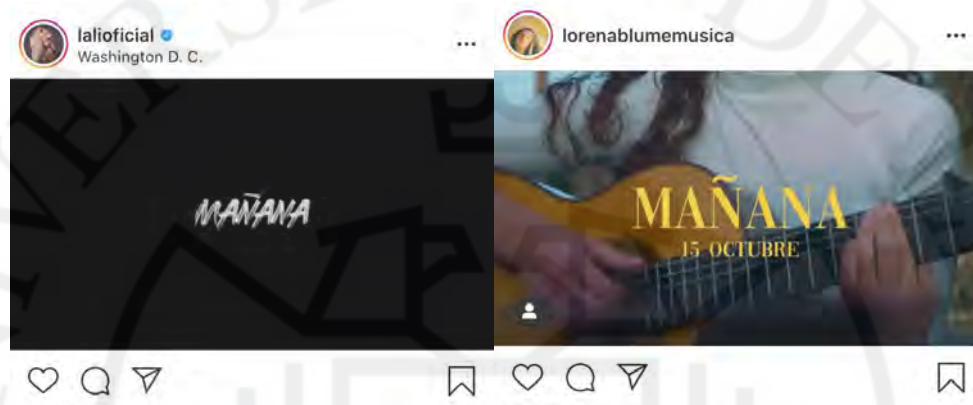 lalioficial
Washington D. C.
MAÑANA
lorenablumemusica
MAÑANA
15 OCTUBRE